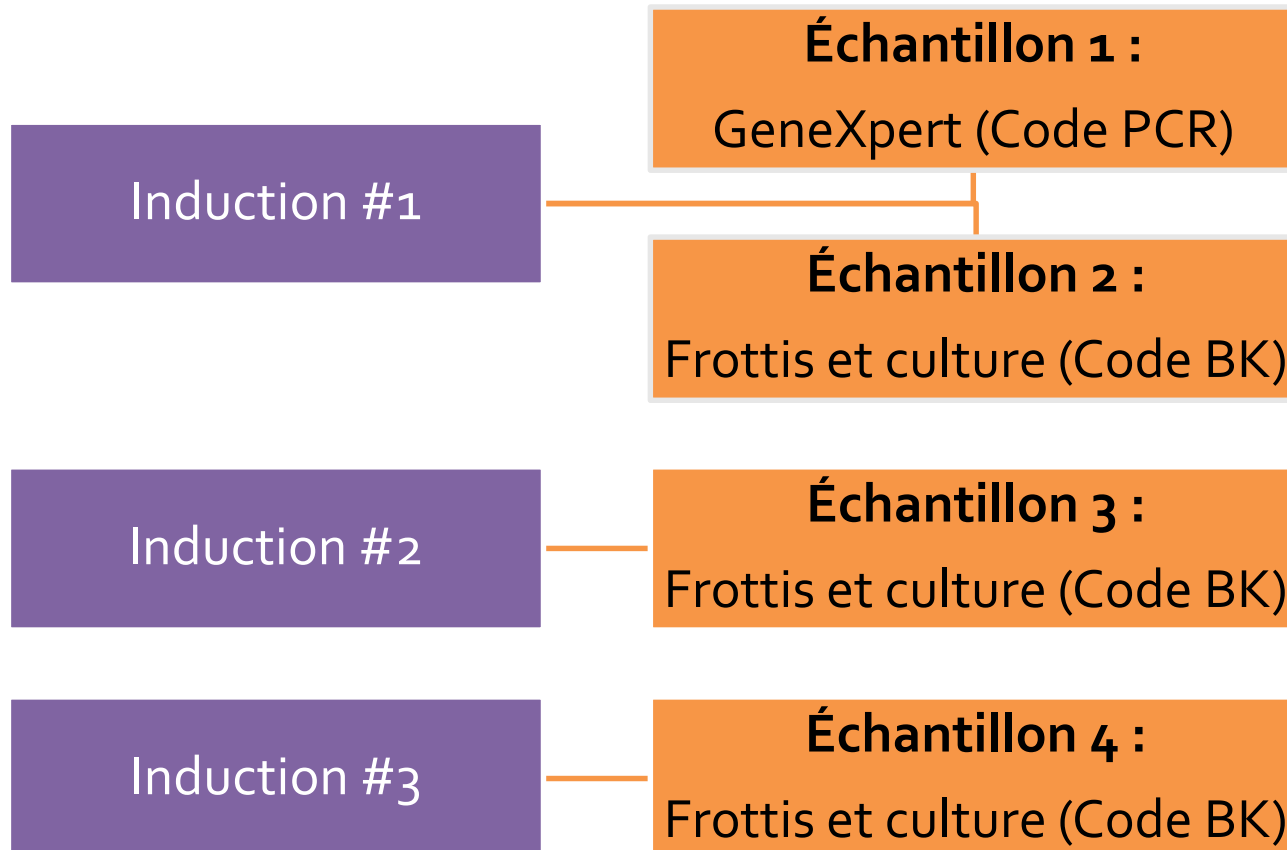 Induction #1
Échantillon 1 :
GeneXpert (Code PCR)
Échantillon 2 :
Frottis et culture (Code BK)
Induction #2
Échantillon 3 :
Frottis et culture (Code BK)
Induction #3
Échantillon 4 :
Frottis et culture (Code BK)